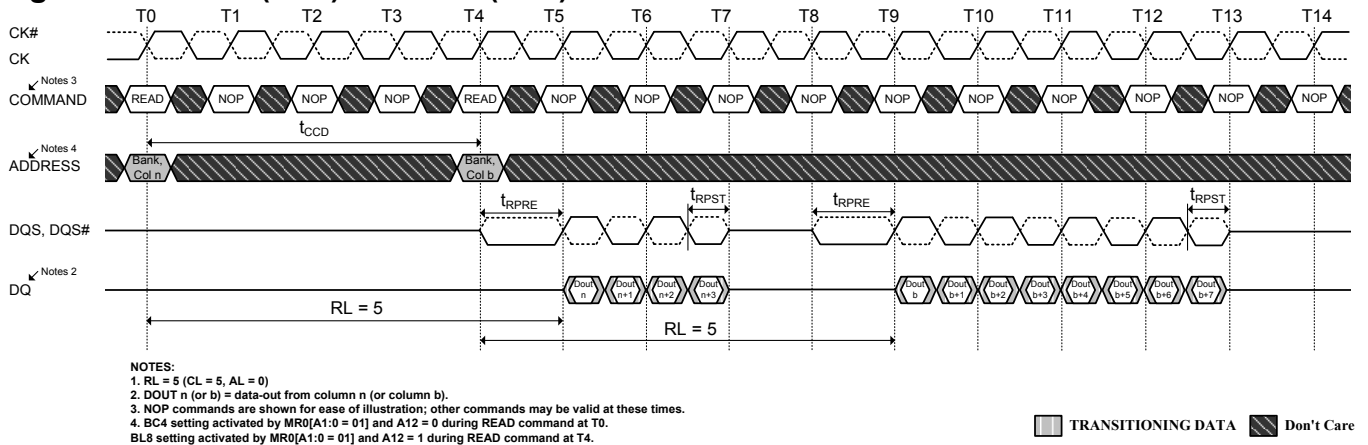 T0 T1 T2 T3 T4 T5 T6 T7 T8 T9 T10 T11 T12 T13 T14
CK#
CK
Notes 3
COMMAND
READ NOP NOP NOP READ NOP NOP NOP NOP NOP NOP NOP NOP NOP NOP
tCCD
Notes 4
ADDRESS
Bank, Col n
Bank, Col b
tRPRE tRPST tRPRE tRPST
DQS, DQS#
Notes 2
DQ
Dout n
Dout n+1
Dout n+2
Dout n+3
Dout b
Dout b+1
Dout b+2
Dout b+3
Dout b+4
Dout b+5
Dout b+6
Dout b+7
RL = 5
RL = 5
NOTES:
1. RL = 5 (CL = 5, AL = 0)
2. DOUT n (or b) = data-out from column n (or column b).
3. NOP commands are shown for ease of illustration; other commands may be valid at these times.
4. BC4 setting activated by MR0[A1:0 = 01] and A12 = 0 during READ command at T0.
BL8 setting activated by MR0[A1:0 = 01] and A12 = 1 during READ command at T4.
TRANSITIONING DATA Don't Care